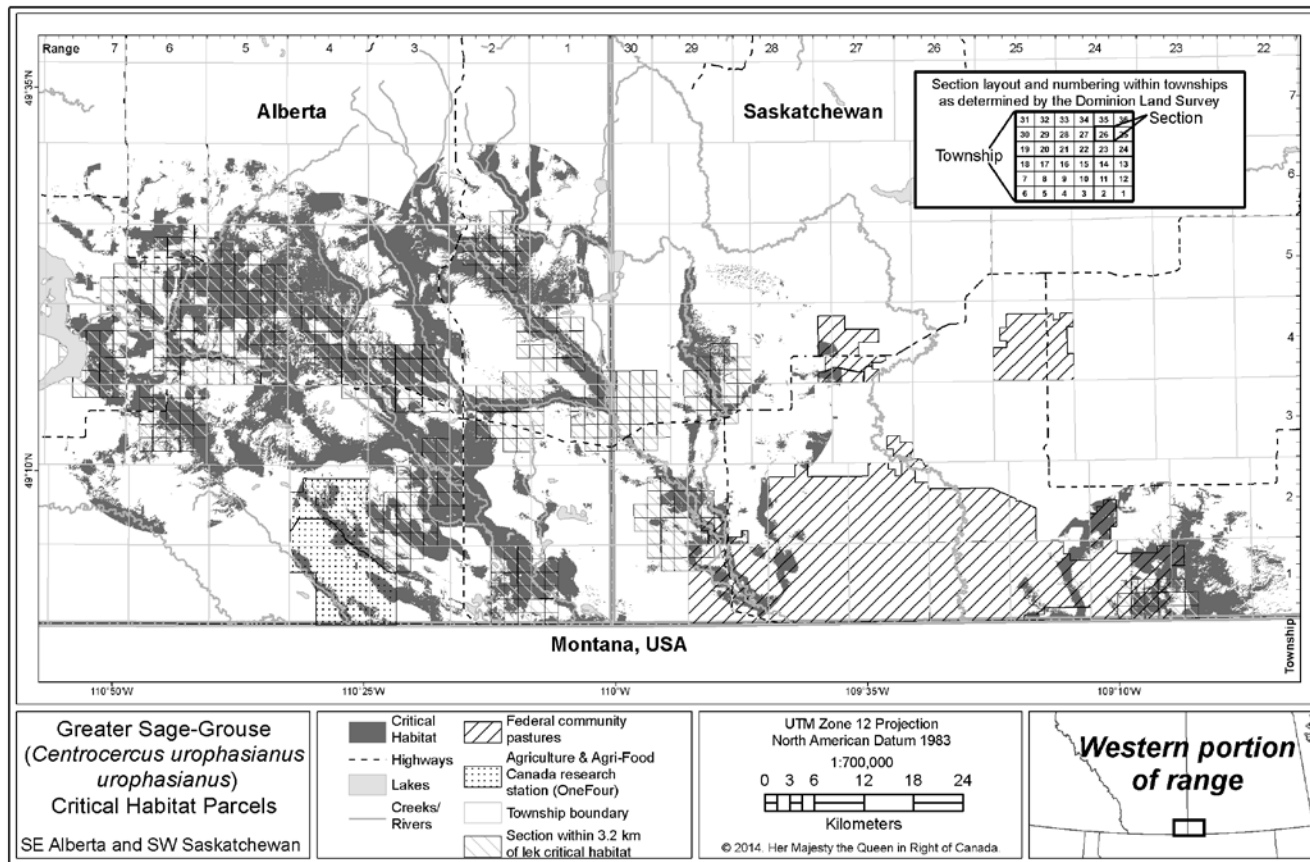 Range 7 6 5 4 3 2 1 30 29 28 27 26 25 24 23 22
49°35'N
Alberta
Saskatchewan
Section layout and numbering within townships
as determined by the Dominion Land Survey
31 32 33 34 35 36
Section
30 29 28 27 26 25
Township
19 20 21 22 23 24
18 17 16 15 14 13
7 8 9 10 11 12
6 5 4 3 2 1
7
6
5
4
3
49°10'N
2
1
Township
Montana, USA
110°50'W 110°25'W 110°W 109°35'W 109°10'W
Greater Sage-Grouse
(Centrocercus urophasianus
urophasianus)
Critical Habitat Parcels
SE Alberta and SW Saskatchewan
Critical
Habitat
Highways
Lakes
Creeks/
Rivers
Federal community
pastures
Agriculture & Agri-Food
Canada research
station (OneFour)
Township boundary
Section within 3.2 km
of lek critical habitat
UTM Zone 12 Projection
North American Datum 1983
1:700,000
0 3 6 12 18 24
Kilometers
© 2014. Her Majesty the Queen in Right of Canada.
Western portion
of range